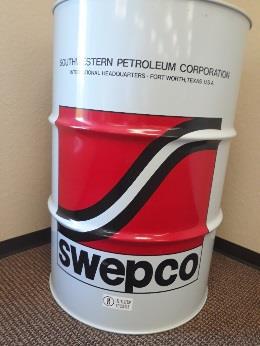 SOUTHWESTERN PETROLEUM CORPORATION
INTERNATIONAL HEADQUARTERS - FORT WORTH, TEXAS U.S.A.
swepco